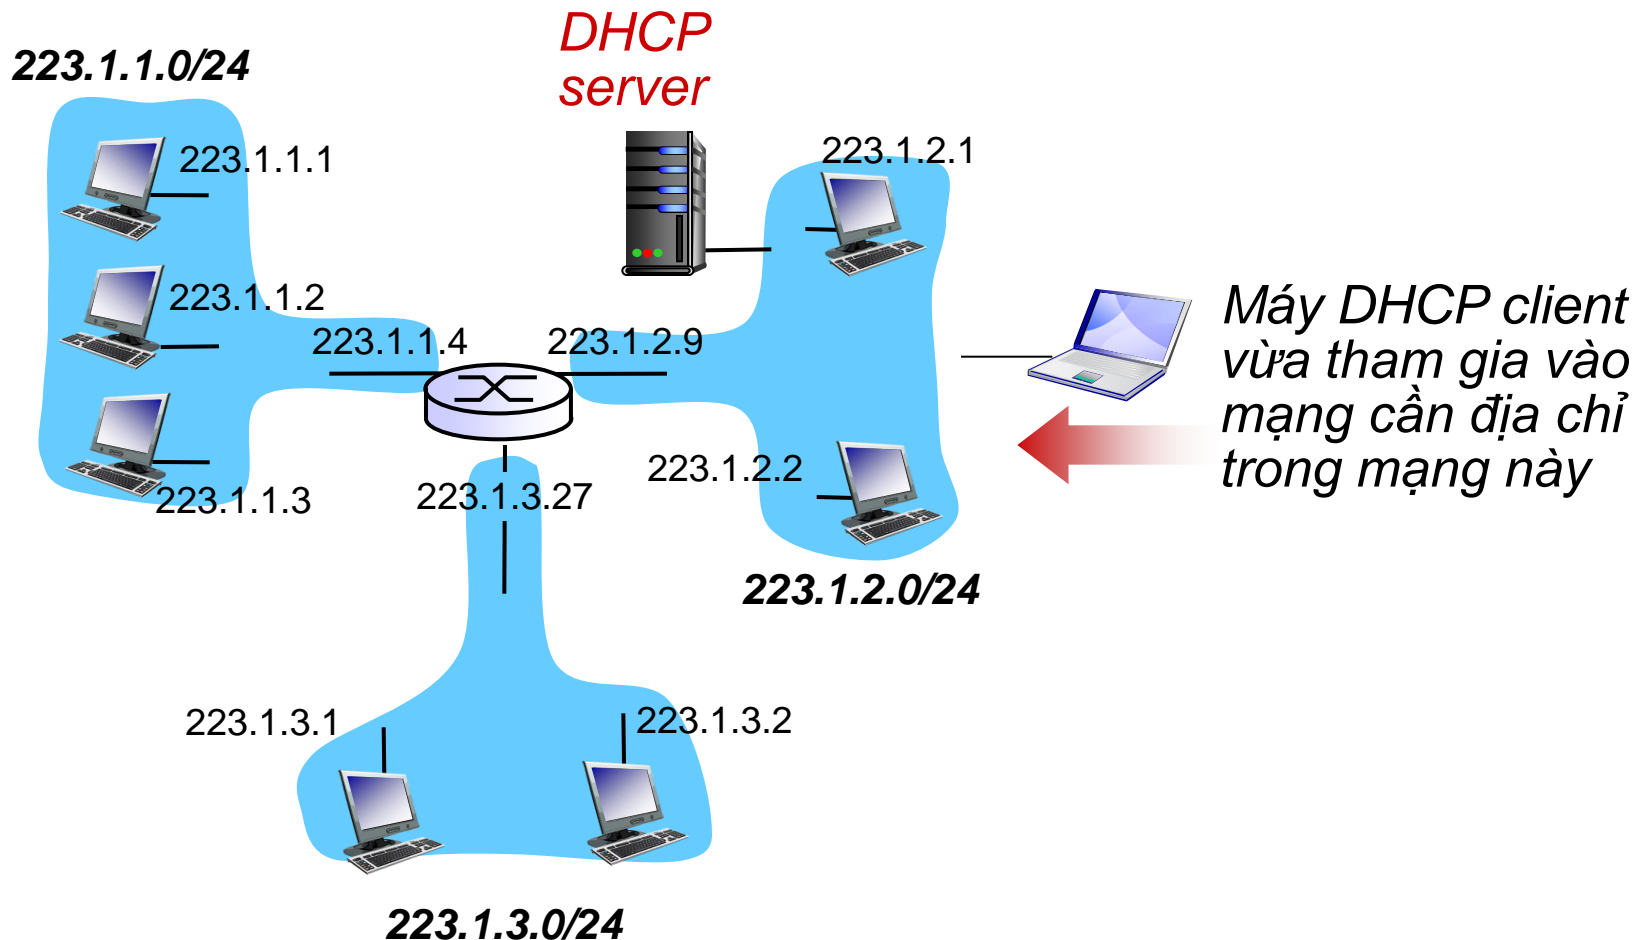 DHCP
server
223.1.1.0/24
223.1.1.1
223.1.2.1
223.1.1.2
223.1.1.4
223.1.2.9
Máy DHCP client
vừa tham gia vào
mạng cần địa chỉ
trong mạng này
223.1.2.2
223.1.1.3
223.1.3.27
223.1.2.0/24
223.1.3.1
223.1.3.2
223.1.3.0/24